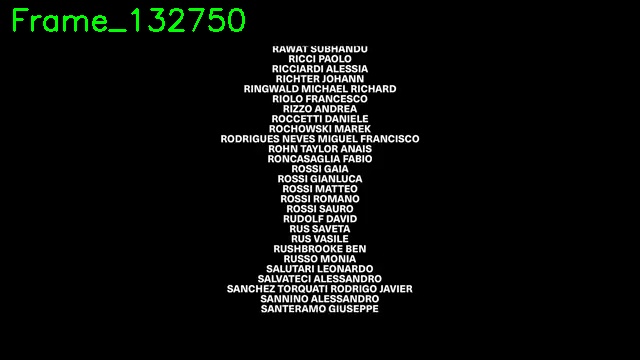 Frame_132750
RAWAT SUBHANDU
RICCI PAOLO
RICCIARDI ALESSIA
RICHTER JOHANN
RINGWALD MICHAEL RICHARD
RIOLO FRANCESCO
RIZZO ANDREA
ROCCETTI DANIELE
ROCHOWSKI MAREK
RODRIGUES NEVES MIGUEL FRANCISCO
ROHN TAYLOR ANAIS
RONCASAGLIA FABIO
ROSSI GAIA
ROSSI GIANLUCA
ROSSI MATTEO
ROSSI ROMANO
ROSSI SAURO
RUDOLF DAVID
RUS SAVETA
RUS VASILE
RUSHBROOKE BEN
RUSSO MONIA
SALUTARI LEONARDO
SALVATECI ALESSANDRO
SANCHEZ TORQUATI RODRIGO JAVIER
SANNINO ALESSANDRO
SANTERAMO GIUSEPPE